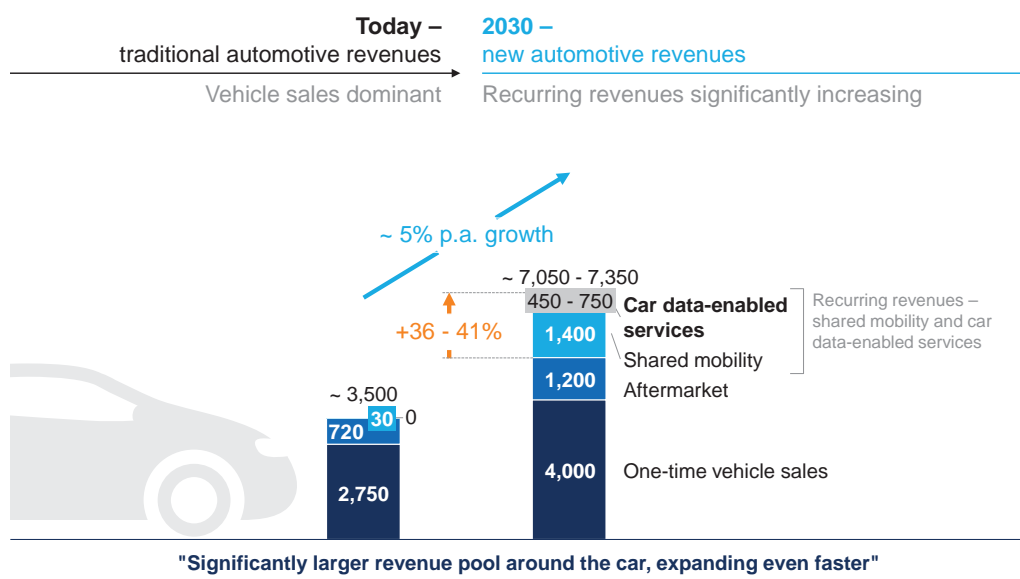 Today –
traditional automotive revenues
Vehicle sales dominant
2030 –
new automotive revenues
Recurring revenues significantly increasing
~ 5% p.a. growth
~ 7,050 - 7,350
450 - 750
Car data-enabled
services
Recurring revenues –
shared mobility and car
data-enabled services
+36 - 41%
1,400
Shared mobility
1,200
Aftermarket
~ 3,500
30
0
720
2,750
4,000
One-time vehicle sales
"Significantly larger revenue pool around the car, expanding even faster"